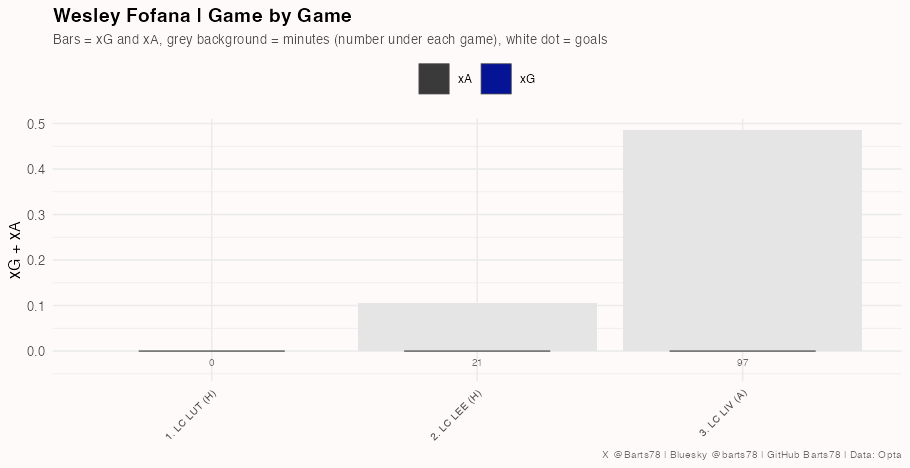 Wesley Fofana | Game by Game
Bars = xG and xA, grey background = minutes (number under each game), white dot = goals
xA
xG
xG + xA
0.5
0.4
0.3
0.2
0.1
0.0
0
21
97
1. LC LUT (H)
2. LC LEE (H)
3. LC LIV (A)
X @Barts78 | Bluesky @barts78 | GitHub Barts78 | Data: Opta